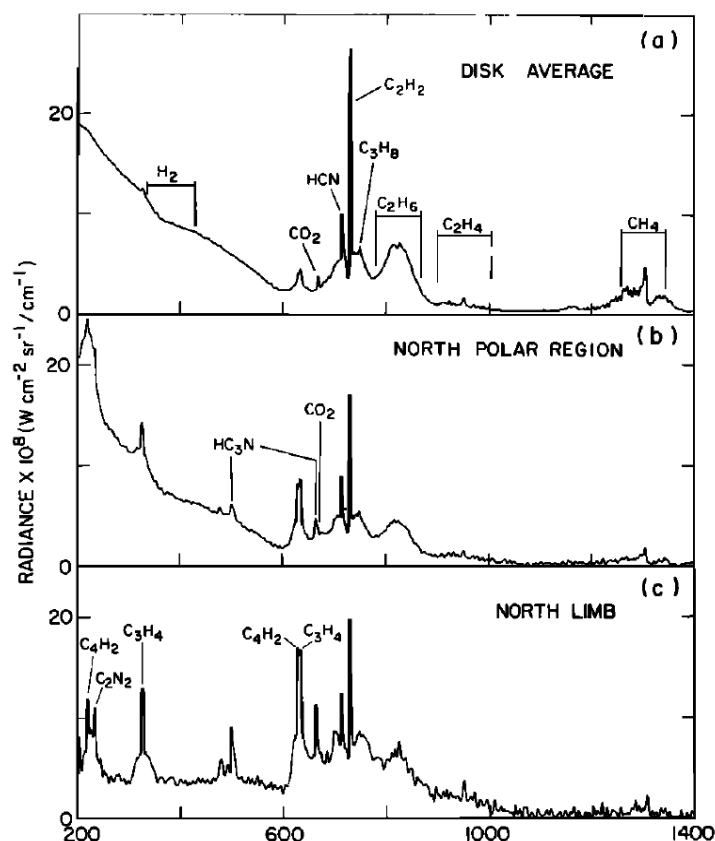 (a)
DISK AVERAGE
C₂H₂
20
H₂
HCN
C₃H₈
C₂H₆
C₂H₄
CH₄
CO₂
0
(b)
NORTH POLAR REGION
20
CO₂
HC₃N
0
RADIANCE X 10⁸ (W cm⁻² sr⁻¹/cm⁻¹)
(c)
NORTH LIMB
20
C₄H₂
C₃H₄
C₄H₂
C₃H₄
C₂N₂
0
200
600
1000
1400